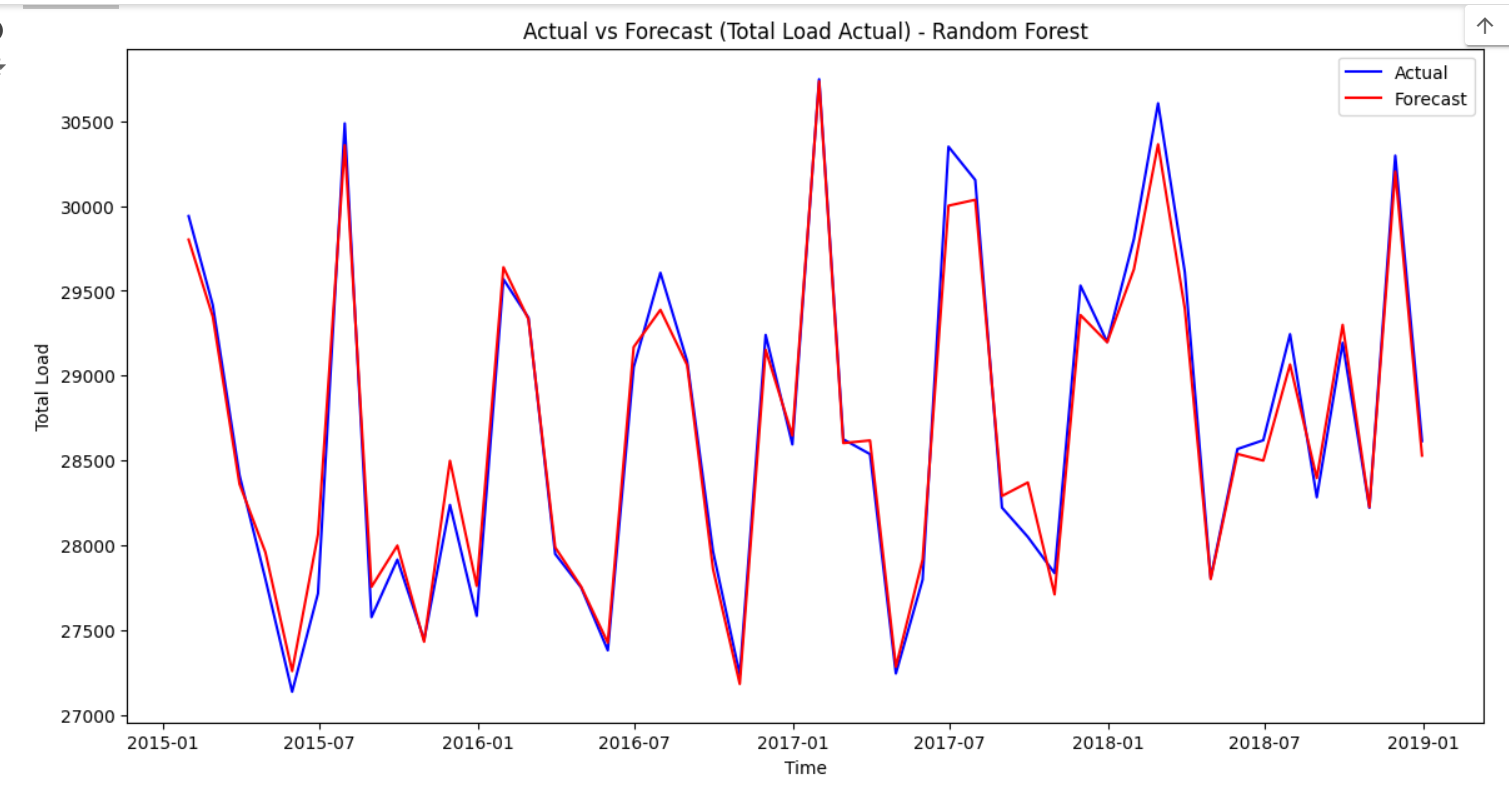 Actual vs Forecast (Total Load Actual) - Random Forest
Actual
Forecast
30500
30000
29500
29000
28500
28000
27500
27000
Total Load
2015-01 2015-07 2016-01 2016-07 2017-01 2017-07 2018-01 2018-07 2019-01
Time